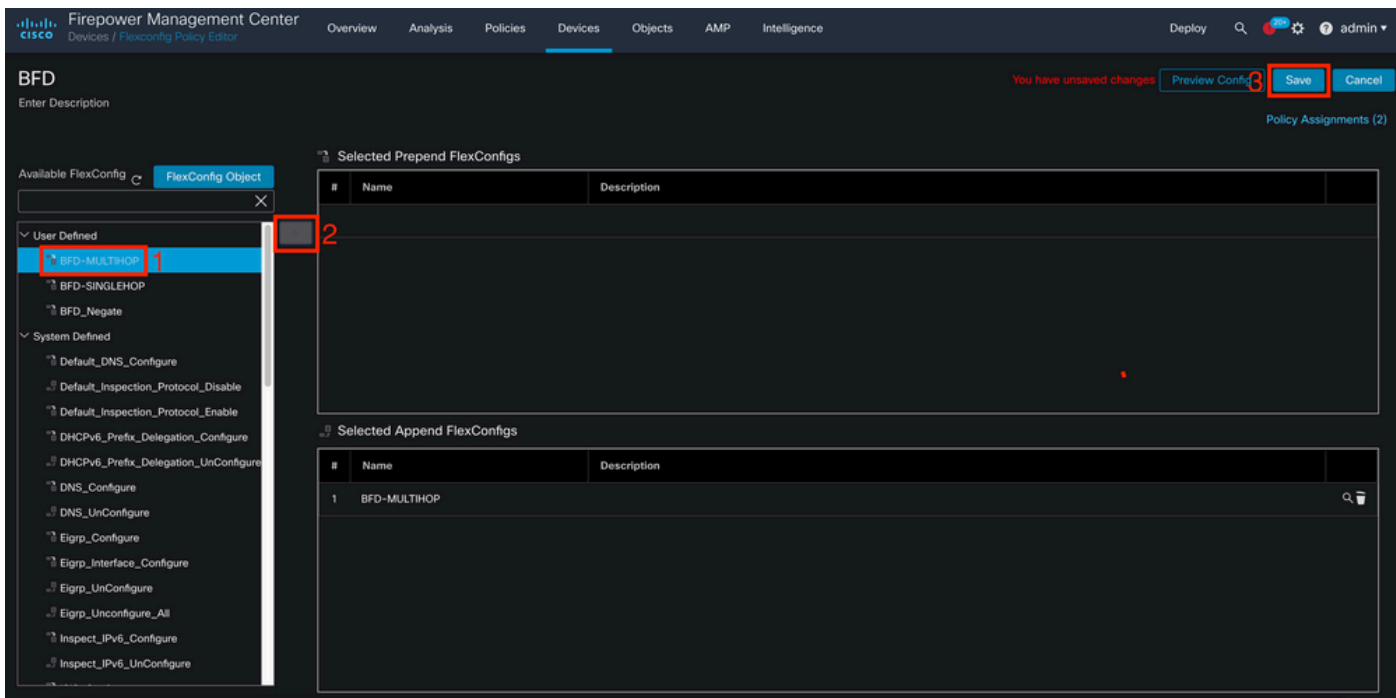 CISCO
Firepower Management Center
Devices / Flexconfig Policy Editor
Overview
Analysis
Policies
Devices
Objects
AMP
Intelligence
Deploy
20+
admin
BFD
Enter Description
You have unsaved changes
Preview Config
3
Save
Cancel
Policy Assignments (2)
Available FlexConfig
FlexConfig Object
User Defined
BFD-MULTIHOP
1
2
BFD-SINGLEHOP
BFD_Negate
System Defined
Default_DNS_Configure
Default_Inspection_Protocol_Disable
Default_Inspection_Protocol_Enable
DHCPv6_Prefix_Delegation_Configure
DHCPv6_Prefix_Delegation_UnConfigure
DNS_Configure
DNS_UnConfigure
Eigrp_Configure
Eigrp_Interface_Configure
Eigrp_UnConfigure
Eigrp_Unconfigure_All
Inspect_IPv6_Configure
Inspect_IPv6_UnConfigure
Selected Prepend FlexConfigs
# Name Description
Selected Append FlexConfigs
# Name Description
1 BFD-MULTIHOP